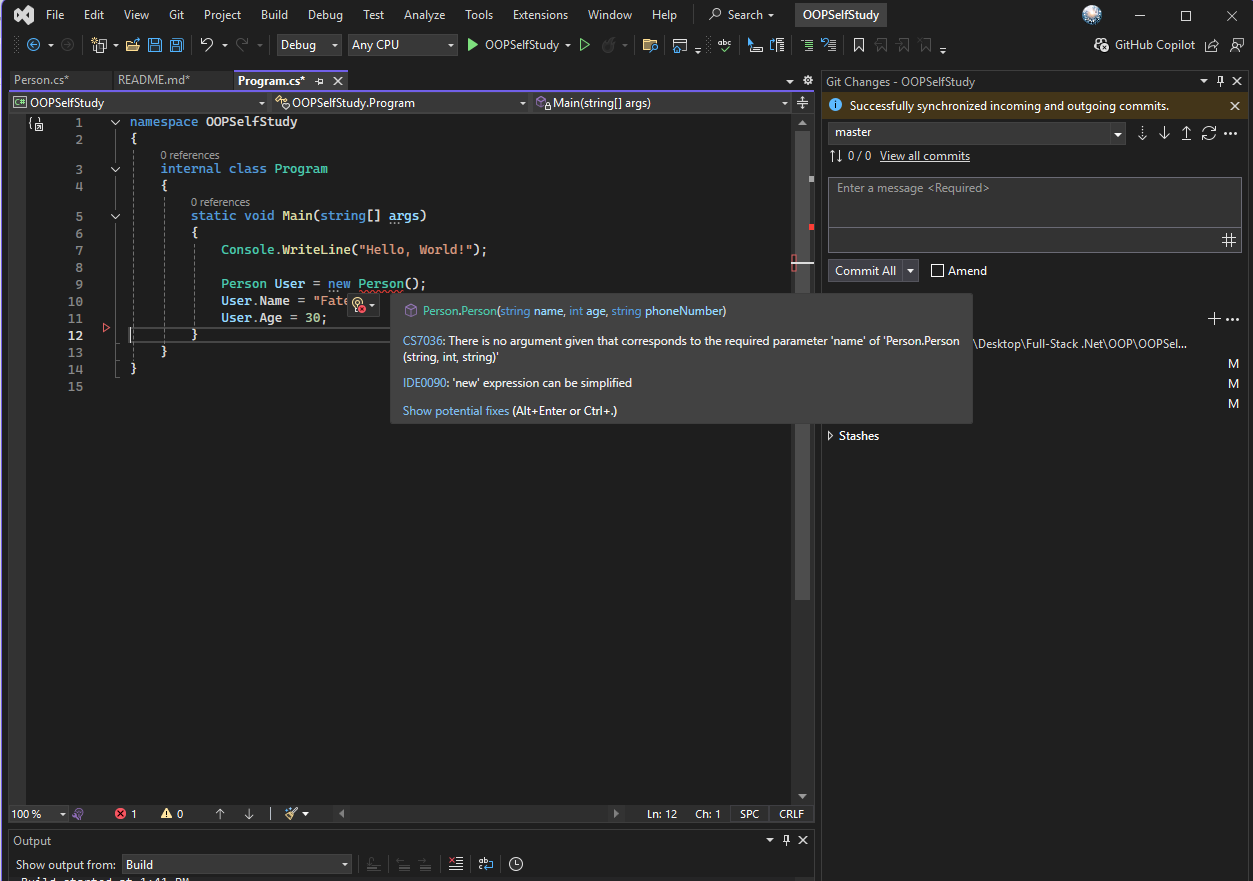 File Edit View Git Project Build Debug Test Analyze Tools Extensions Window Help Search OOPSelfStudy
Debug Any CPU OOPSelfStudy GitHub Copilot
Person.cs* README.md* Program.cs*
OOPSelfStudy OOPSelfStudy.Program Main(string[] args)
1 namespace OOPSelfStudy
2 {
0 references
3 internal class Program
4 {
0 references
5 static void Main(string[] args)
6 {
7 Console.WriteLine("Hello, World!");
8
9 Person User = new Person();
10 User.Name = "Fate
11 User.Age = 30;
12 }
13 }
14 }
15
Person.Person(string name, int age, string phoneNumber)
CS7036: There is no argument given that corresponds to the required parameter 'name' of 'Person.Person
(string, int, string)'
IDE0090: 'new' expression can be simplified
Show potential fixes (Alt+Enter or Ctrl+.)
100 % 1 0 Ln: 12 Ch: 1 SPC CRLF
Output
Show output from: Build
Build started at 1:41 PM
Git Changes - OOPSelfStudy
Successfully synchronized incoming and outgoing commits.
master
0 / 0 View all commits
Enter a message <Required>
Commit All Amend
\Desktop\Full-Stack .Net\OOP\OOPSel...
M
M
M
Stashes